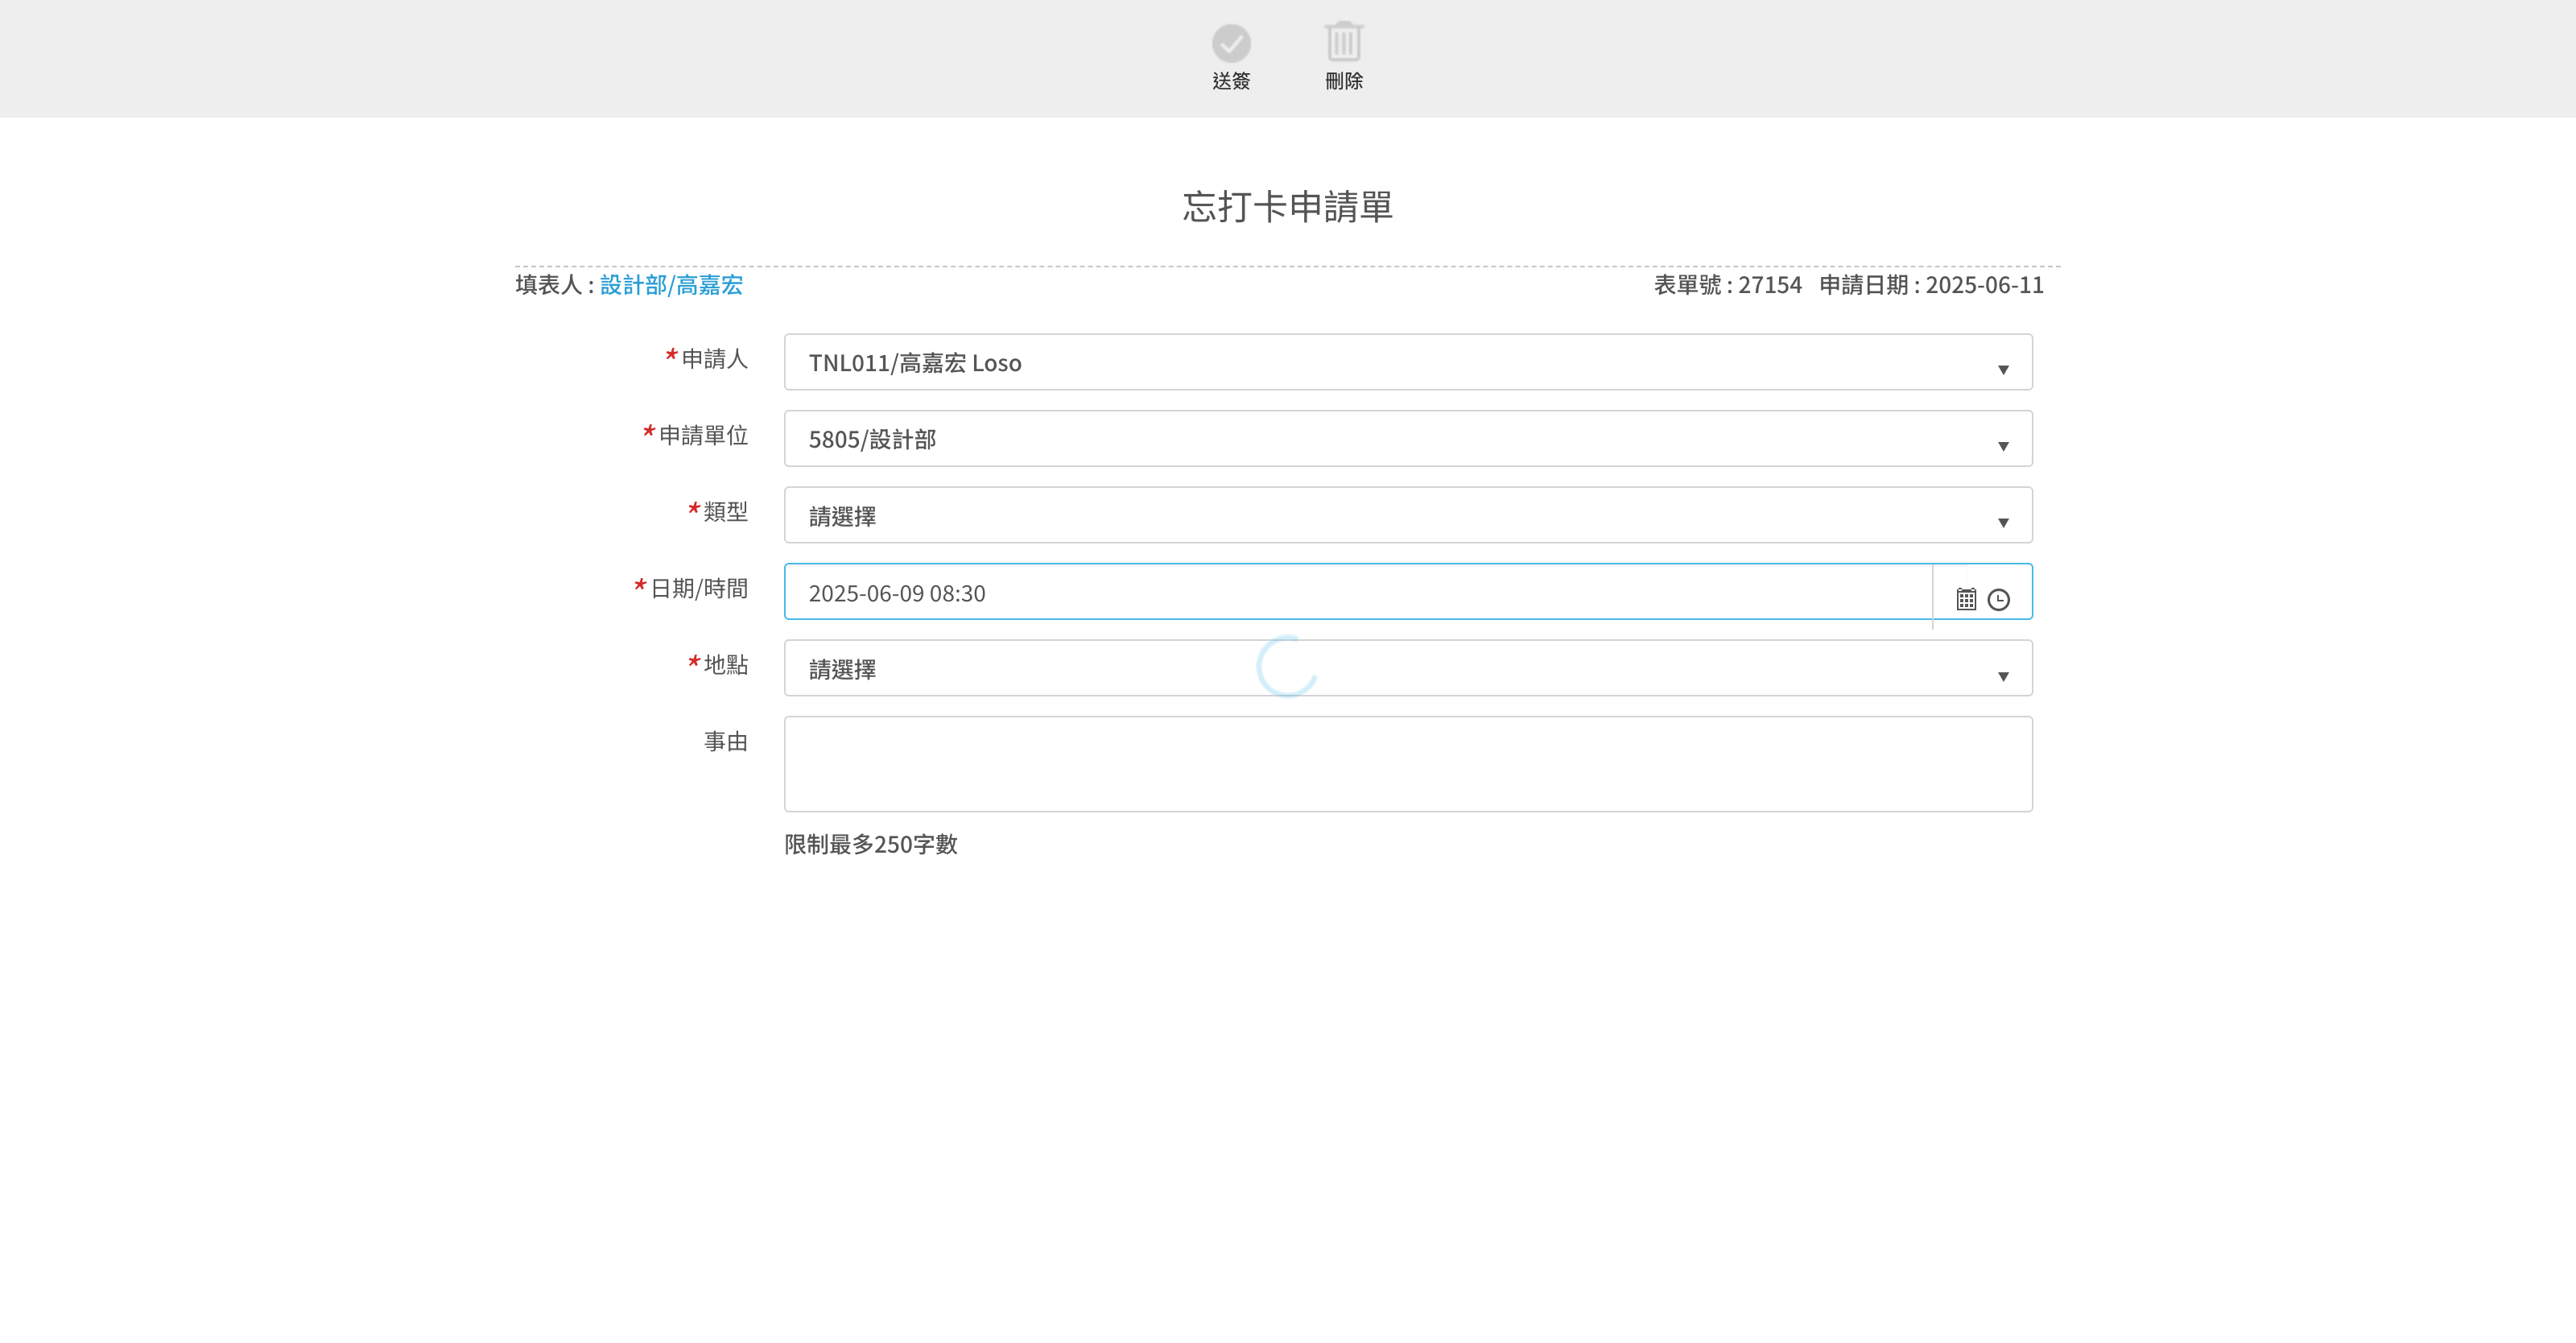 送簽 刪除
忘打卡申請單
填表人 : 設計部/高嘉宏 表單號 : 27154 申請日期 : 2025-06-11
*申請人 TNL011/高嘉宏 Loso
*申請單位 5805/設計部
*類型 請選擇
*日期/時間 2025-06-09 08:30
*地點 請選擇
事由
限制最多250字數